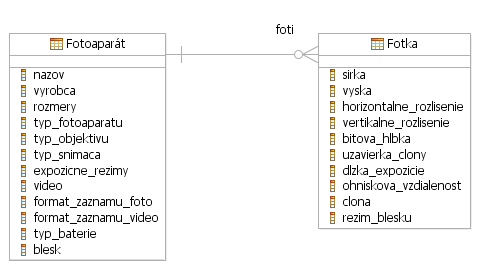 foti
Fotoaparát
nazov
vyrobca
rozmery
typ_fotoaparatu
typ_objektivu
typ_snimaca
expozicne_rezimy
video
format_zaznamu_foto
format_zaznamu_video
typ_baterie
blesk
Fotka
sirka
vyska
horizontalne_rozlisenie
vertikalne_rozlisenie
bitova_hlbka
uzavierka_clony
dlzka_expozicie
ohniskova_vzdialenost
clona
rezim_blesku